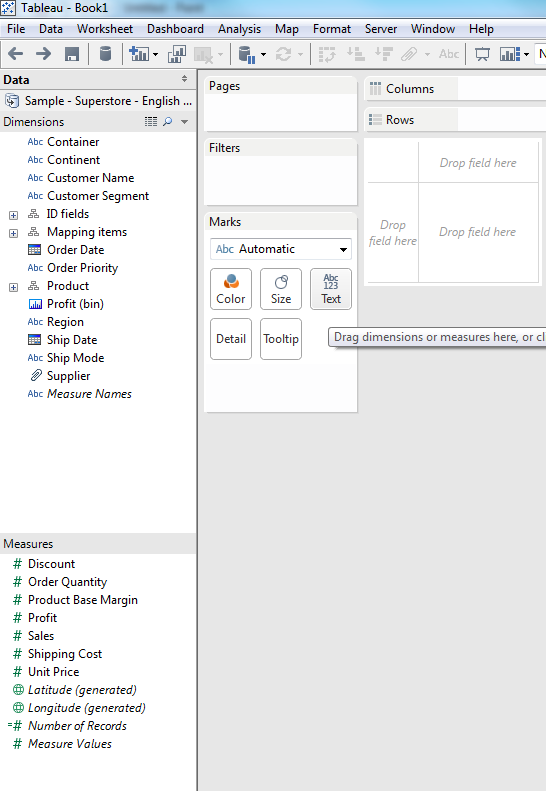 Tableau - Book1
File Data Worksheet Dashboard Analysis Map Format Server Window Help
Abc
Data
Sample - Superstore - English ...
Dimensions
Abc Container
Abc Continent
Abc Customer Name
Abc Customer Segment
ID fields
Mapping items
Order Date
Abc Order Priority
Product
Profit (bin)
Abc Region
Ship Date
Abc Ship Mode
Supplier
Abc Measure Names
Measures
# Discount
# Order Quantity
# Product Base Margin
# Profit
# Sales
# Shipping Cost
# Unit Price
Latitude (generated)
Longitude (generated)
=# Number of Records
# Measure Values
Pages
Filters
Marks
Abc Automatic
Color
Size
Abc
123
Text
Detail
Tooltip
Drag dimensions or measures here, or cl
Columns
Rows
Drop field here
Drop
field here
Drop field here